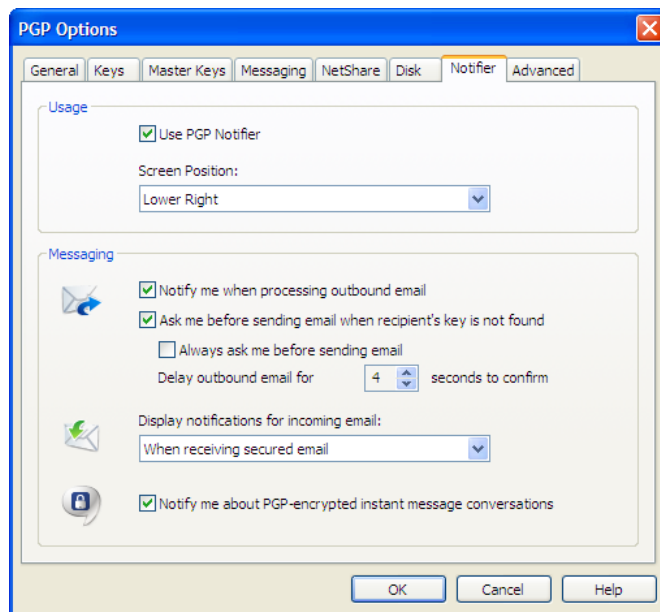 PGP Options
General Keys Master Keys Messaging NetShare Disk Notifier Advanced
Usage
Use PGP Notifier
Screen Position:
Lower Right
Messaging
Notify me when processing outbound email
Ask me before sending email when recipient's key is not found
Always ask me before sending email
Delay outbound email for 4 seconds to confirm
Display notifications for incoming email:
When receiving secured email
Notify me about PGP-encrypted instant message conversations
OK Cancel Help